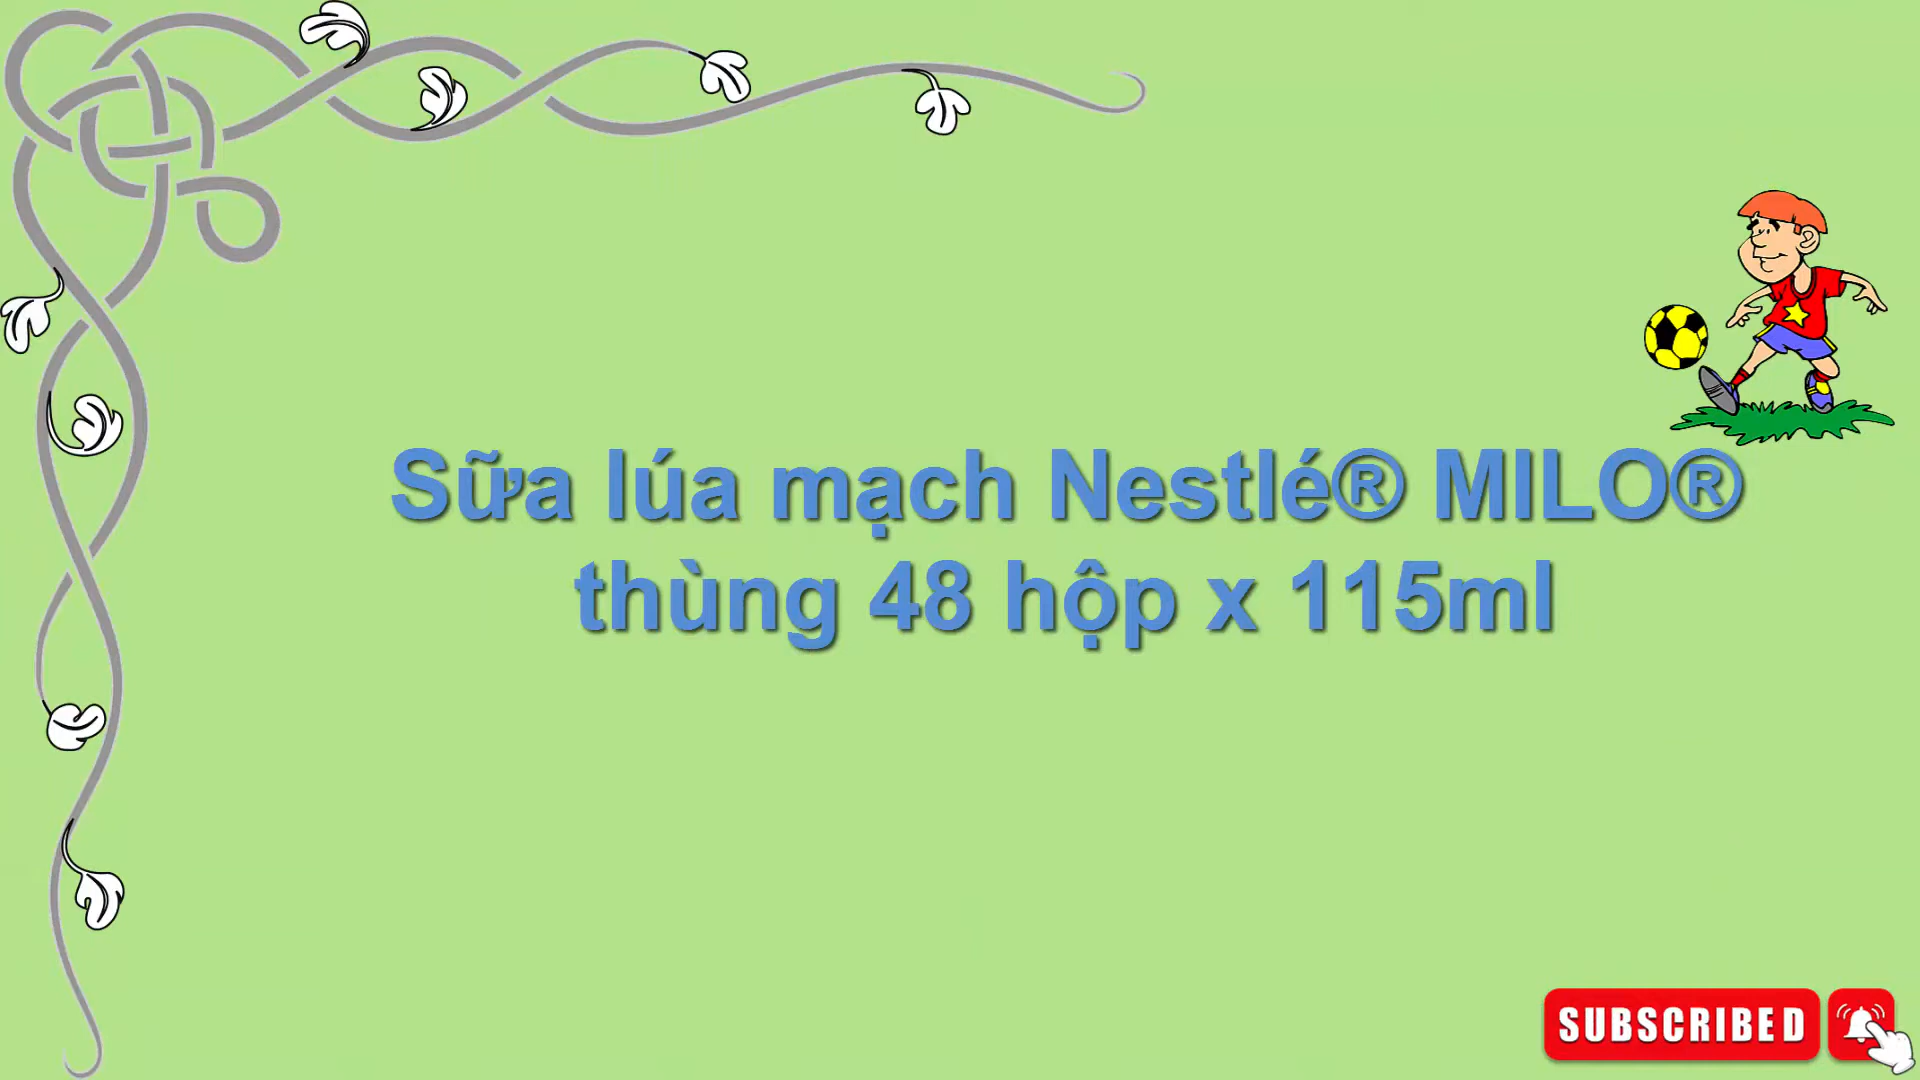 Sữa lúa mạch Nestlé® MILO®
thùng 48 hộp x 115ml
SUBSCRIBED